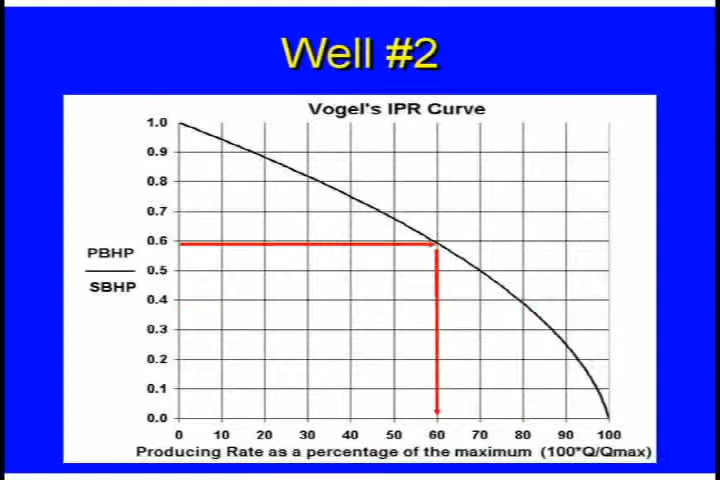 Well #2
Vogel's IPR Curve
1.0
0.9
0.8
0.7
0.6
0.5
0.4
0.3
0.2
0.1
0.0
PBHP
SBHP
0 10 20 30 40 50 60 70 80 90 100
Producing Rate as a percentage of the maximum (100*Q/Qmax)